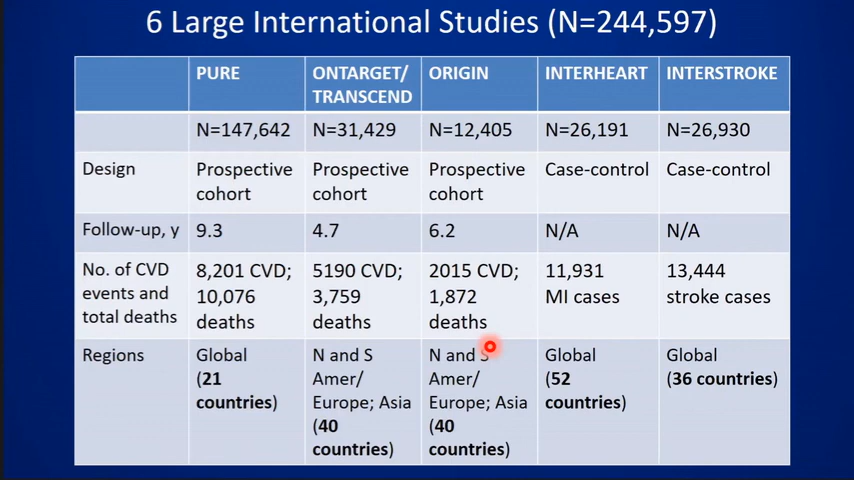 6 Large International Studies (N=244,597)
PURE
ONTARGET/
TRANSCEND
ORIGIN
INTERHEART
INTERSTROKE
N=147,642
N=31,429
N=12,405
N=26,191
N=26,930
Design
Prospective
cohort
Prospective
cohort
Prospective
cohort
Case-control
Case-control
Follow-up, y
9.3
4.7
6.2
N/A
N/A
No. of CVD
events and
total deaths
8,201 CVD;
10,076
deaths
5190 CVD;
3,759
deaths
2015 CVD;
1,872
deaths
11,931
MI cases
13,444
stroke cases
Regions
Global
(21
countries)
N and S
Amer/
Europe; Asia
(40
countries)
N and S
Amer/
Europe; Asia
(40
countries)
Global
(52
countries)
Global
(36 countries)